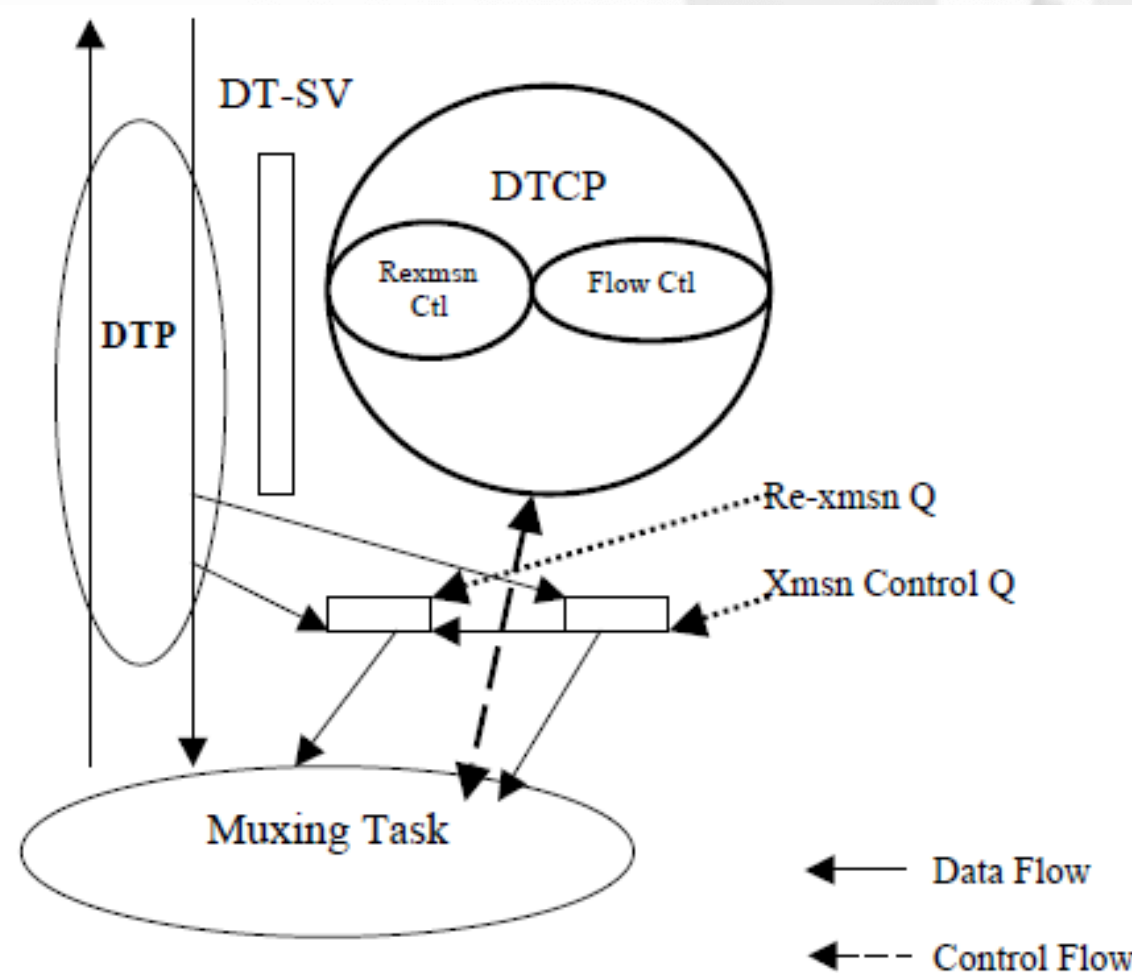 DT-SV
DTCP
Rexmsn
Ctl
Flow Ctl
DTP
Re-xmsn Q
Xmsn Control Q
Muxing Task
Data Flow
Control Flow